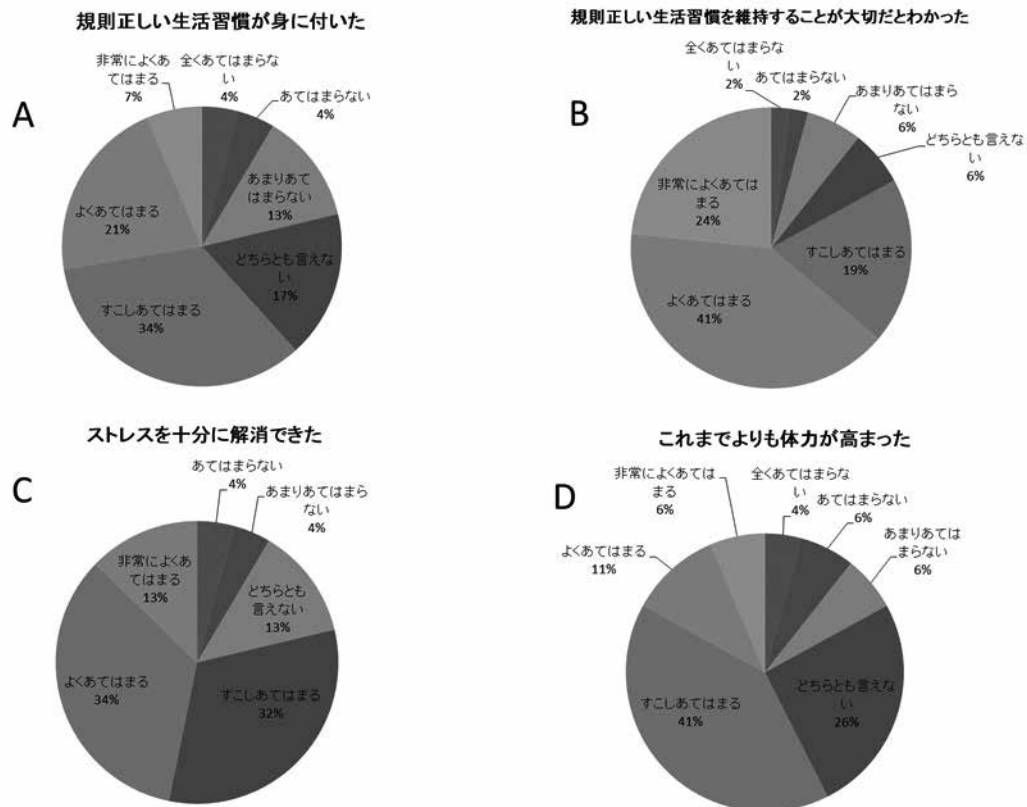 規則正しい生活習慣が身に付いた
A
全くあてはまらな
い
4%
あてはまらない
4%
あまりあて
はまらない
13%
どちらとも言えな
い
17%
すこしあてはまる
34%
よくあてはまる
21%
非常によくあ
てはまる
7%
規則正しい生活習慣を維持することが大切だとわかった
B
全くあてはまらな
い
2%
あてはまらない
2%
あまりあてはまら
ない
6%
どちらとも言えな
い
6%
すこしあてはまる
19%
よくあてはまる
41%
非常によくあては
まる
24%
ストレスを十分に解消できた
C
あてはまらない
4%
あまりあてはまら
ない
4%
どちらとも
言えない
13%
すこしあてはまる
32%
よくあてはまる
34%
非常によくあ
てはまる
13%
これまでよりも体力が高まった
D
全くあてはまらな
い
4%
あてはまらない
6%
あまりあては
まらない
6%
どちらとも言えな
い
26%
すこしあてはまる
41%
よくあてはまる
11%
非常によくあては
まる
6%